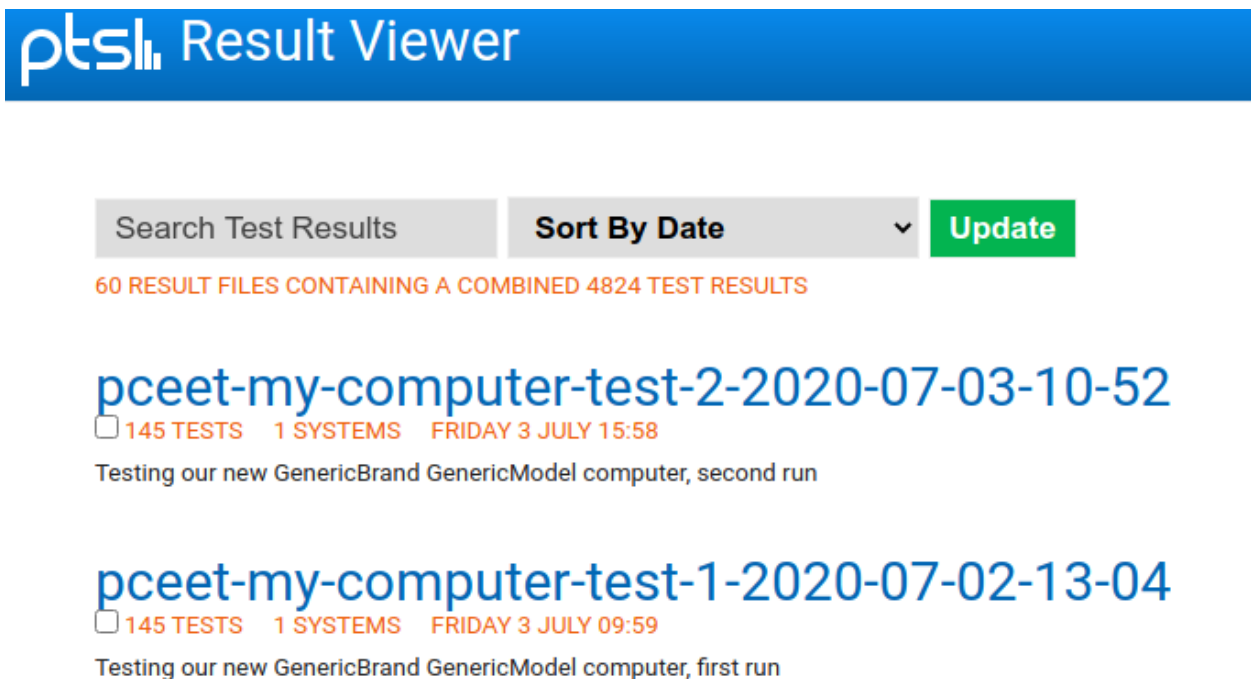 ptsl Result Viewer
Search Test Results Sort By Date Update
60 RESULT FILES CONTAINING A COMBINED 4824 TEST RESULTS
pceet-my-computer-test-2-2020-07-03-10-52
145 TESTS 1 SYSTEMS FRIDAY 3 JULY 15:58
Testing our new GenericBrand GenericModel computer, second run
pceet-my-computer-test-1-2020-07-02-13-04
145 TESTS 1 SYSTEMS FRIDAY 3 JULY 09:59
Testing our new GenericBrand GenericModel computer, first run